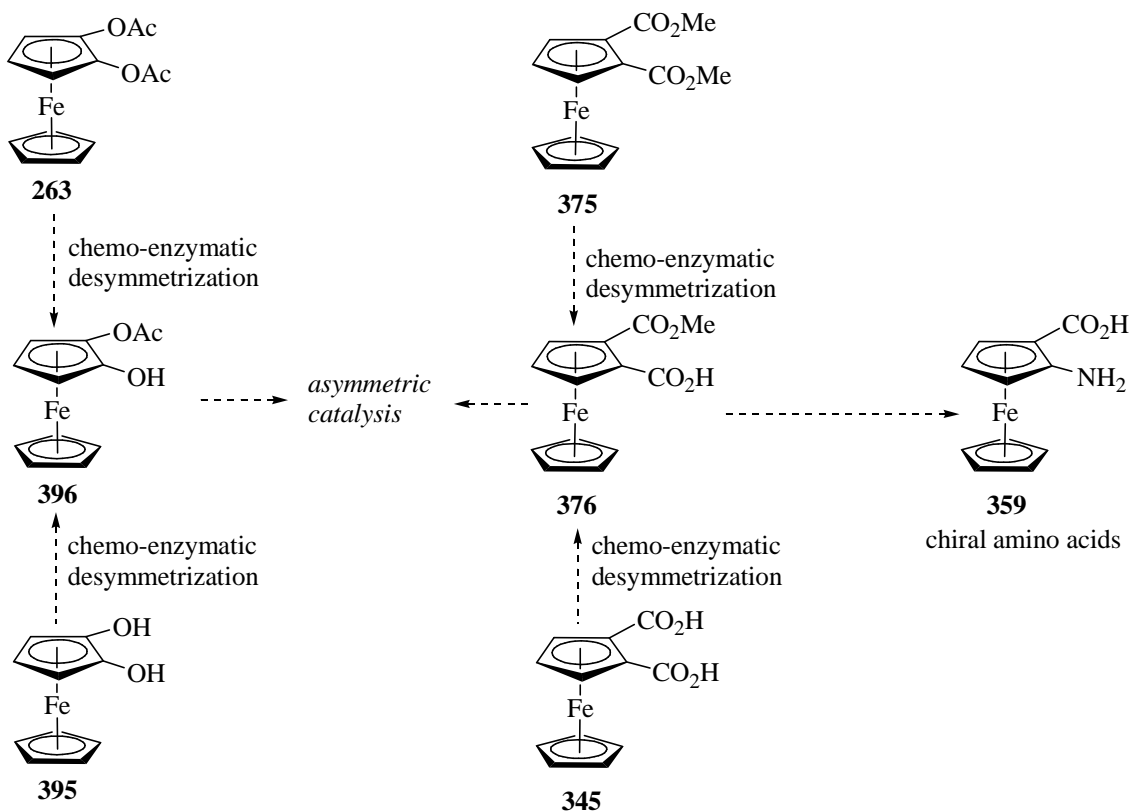 OAc
OAc
Fe
263
CO2Me
CO2Me
Fe
375
chemo-enzymatic
desymmetrization
chemo-enzymatic
desymmetrization
OAc
OH
Fe
396
asymmetric
catalysis
CO2Me
CO2H
Fe
376
CO2H
NH2
Fe
359
chiral amino acids
chemo-enzymatic
desymmetrization
chemo-enzymatic
desymmetrization
OH
OH
Fe
395
CO2H
CO2H
Fe
345